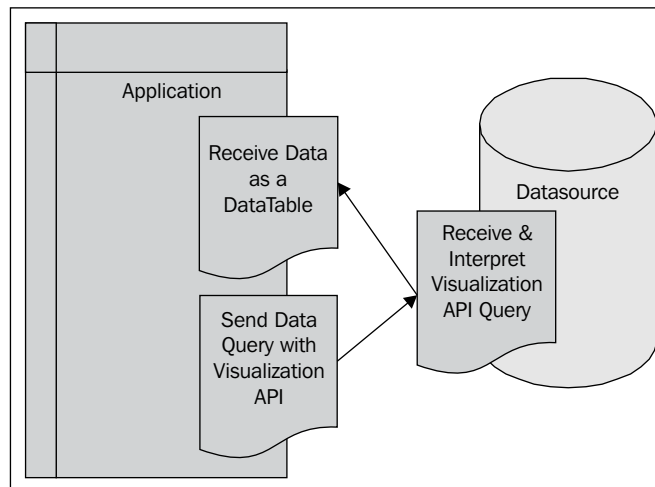 Application
Receive Data
as a
DataTable
Send Data
Query with
Visualization
API
Datasource
Receive &
Interpret
Visualization
API Query